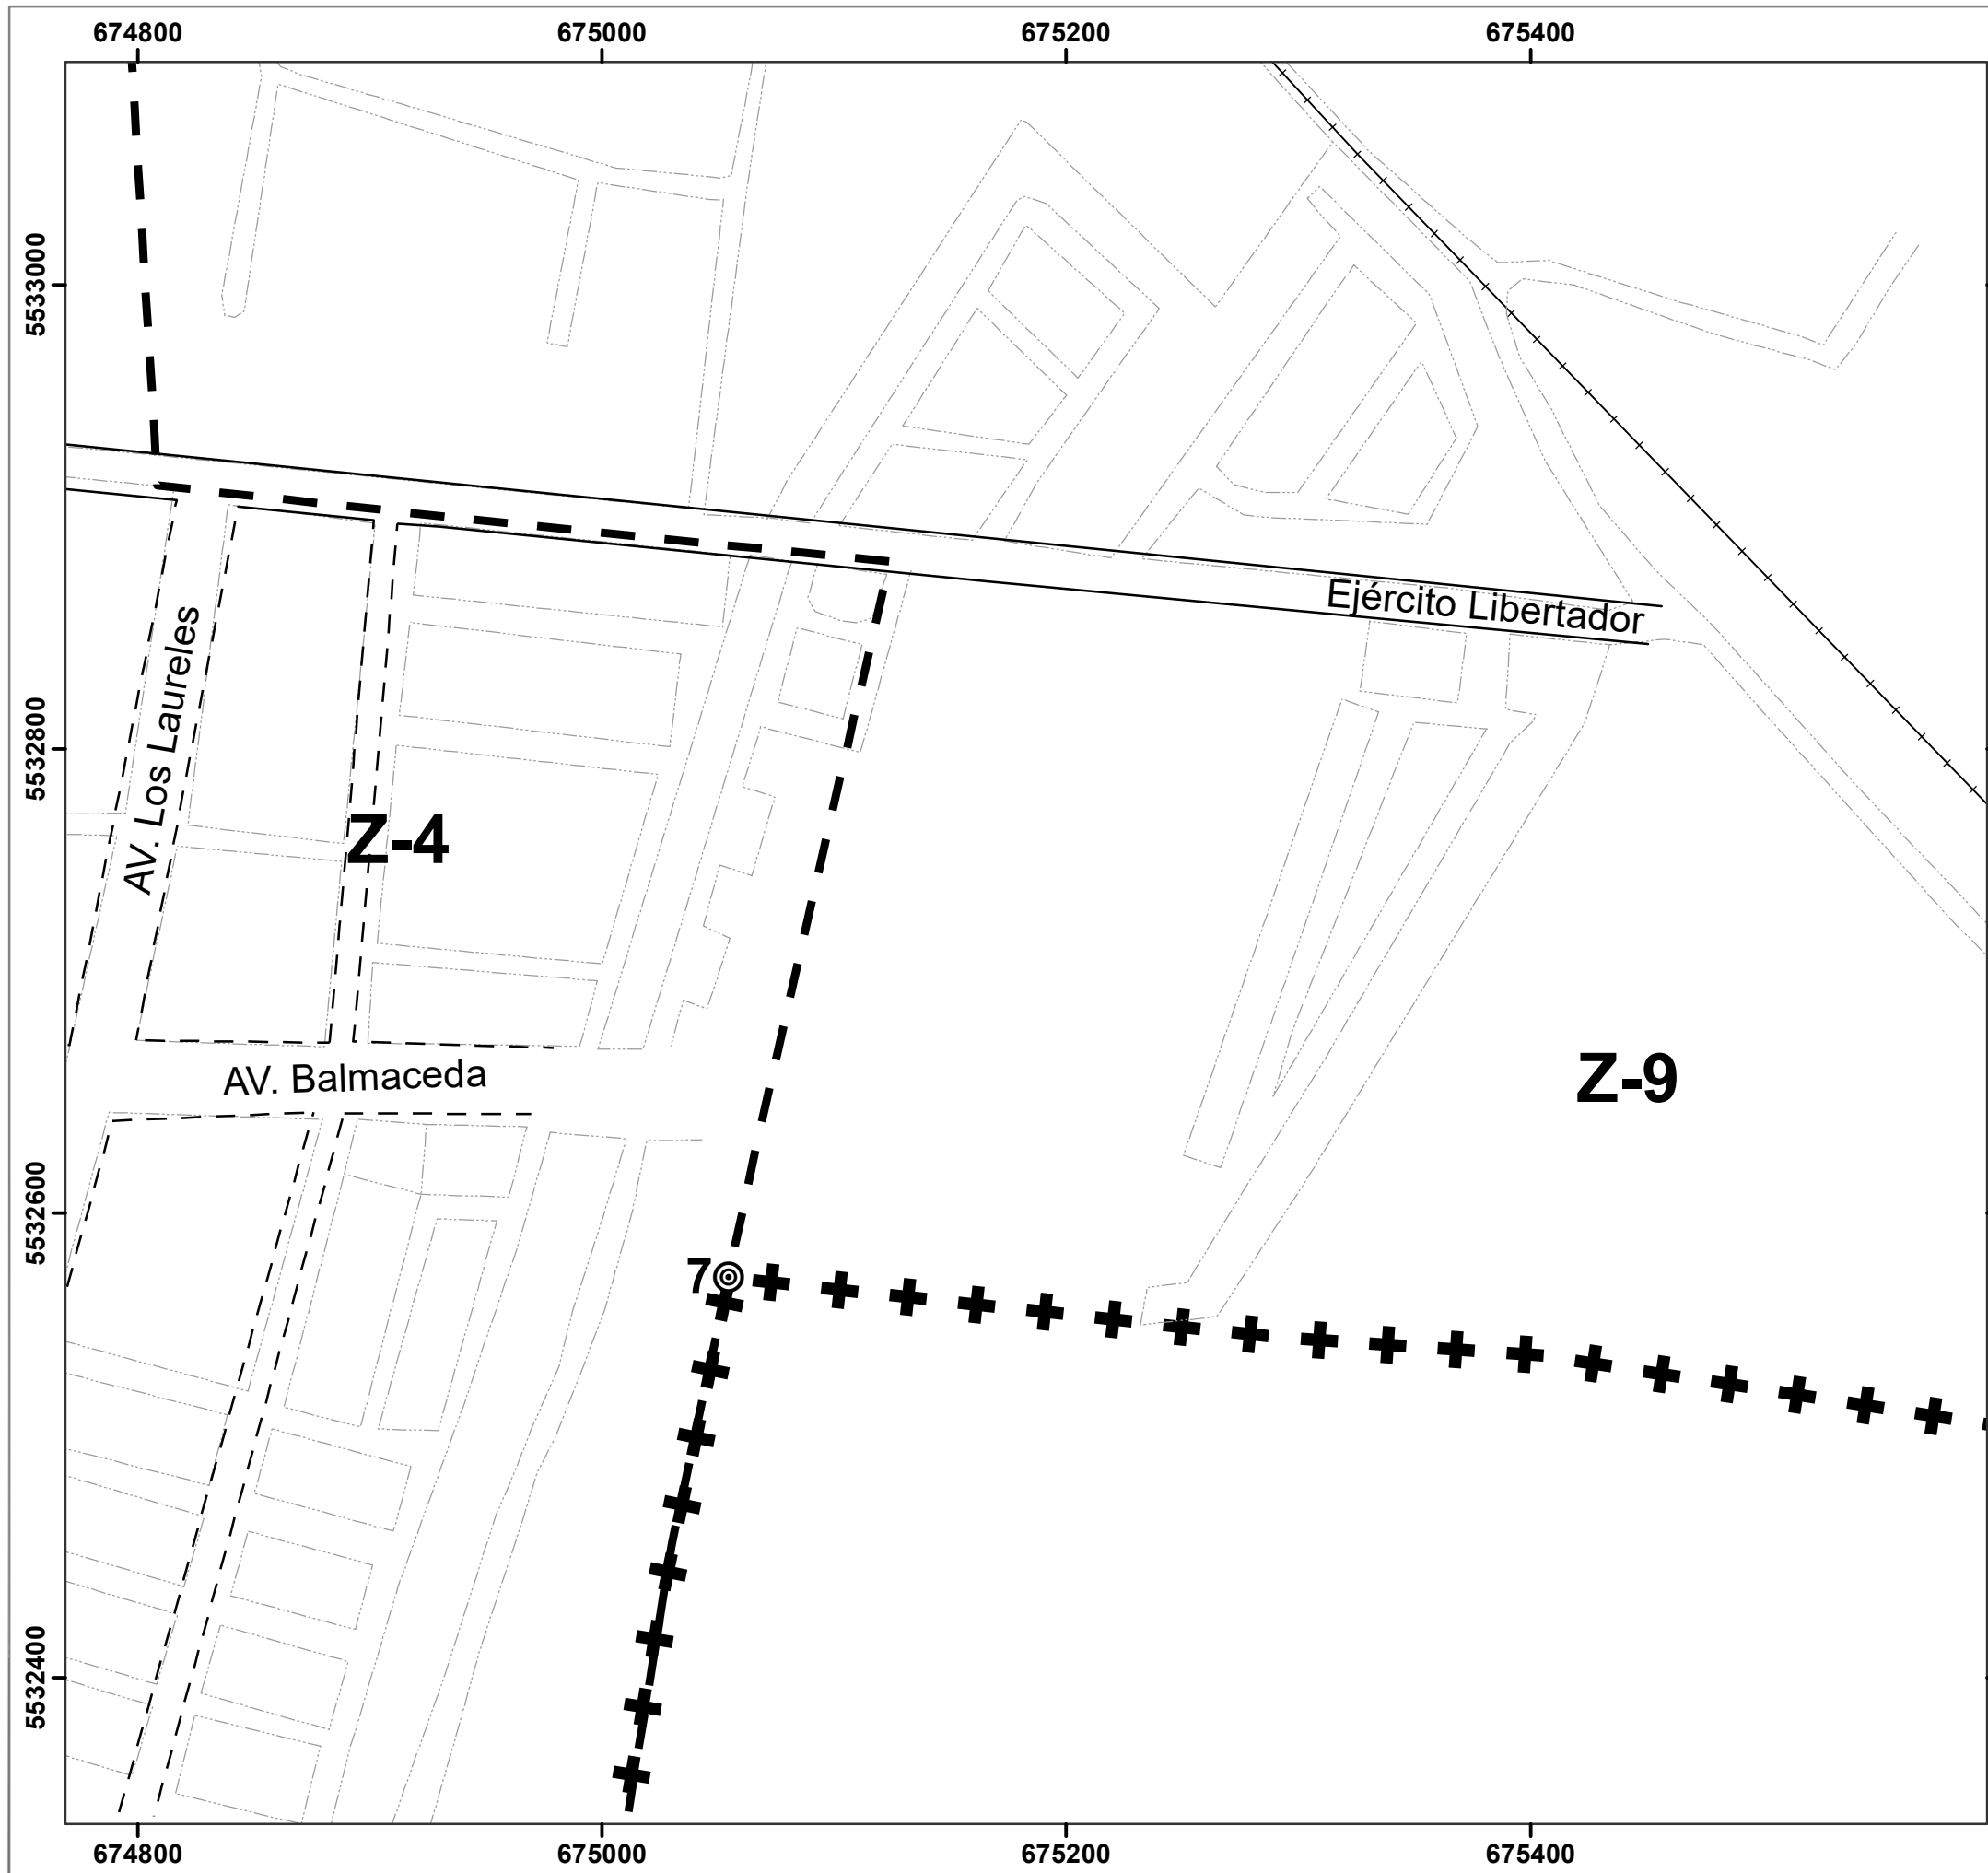 674800 675000 675200 675400
5533000
Ejército Libertador
AV. Los Laureles
5532800
Z-4
Z-9
AV. Balmaceda
5532600
7
5532400
674800 675000 675200 675400